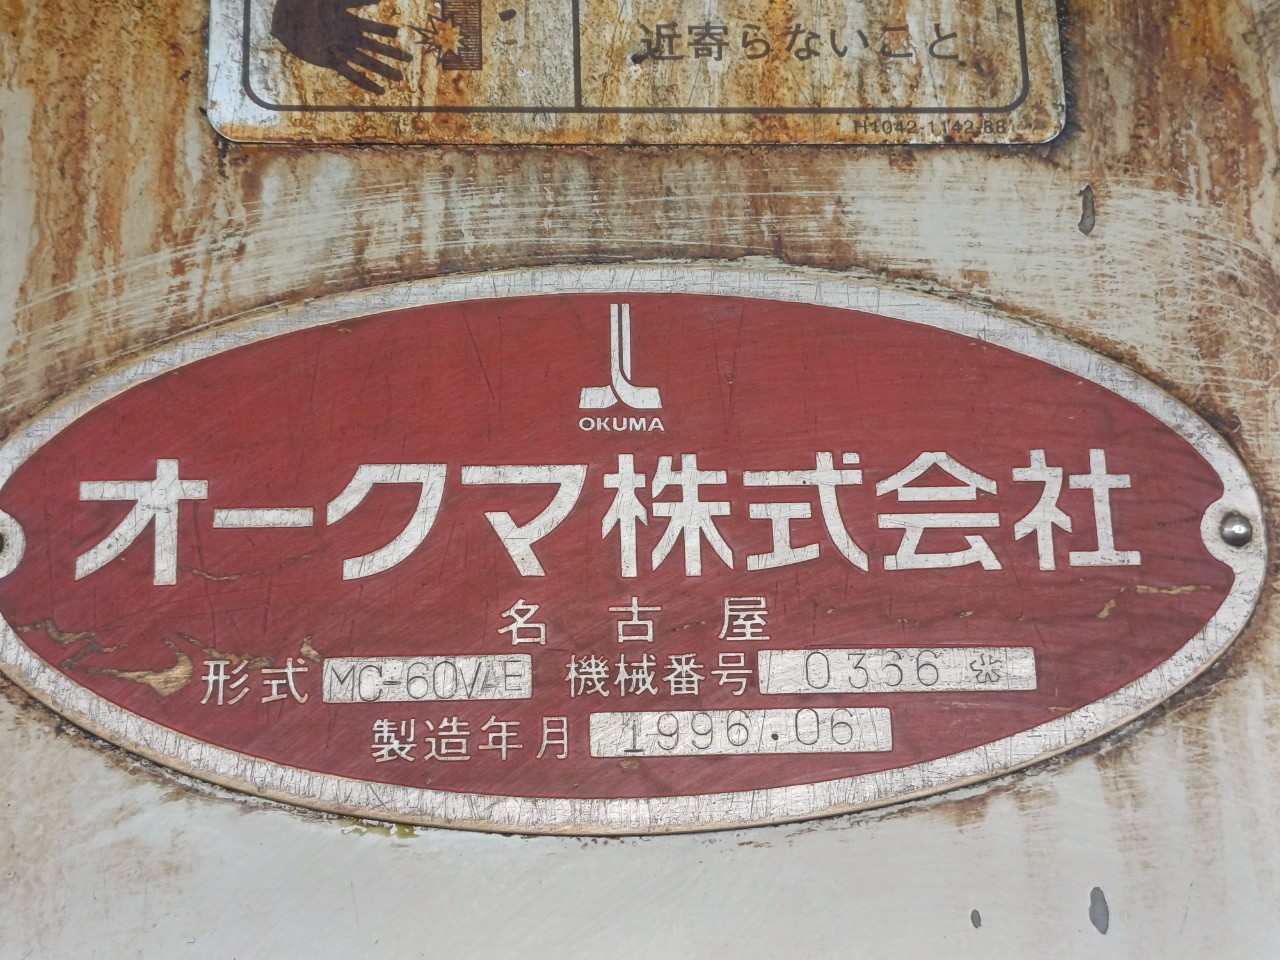 近寄らないこと
H1042-1142-88
OKUMA
オークマ株式会社
名古屋
形式 MC-60VAE 機械番号 0366
製造年月 1996.06